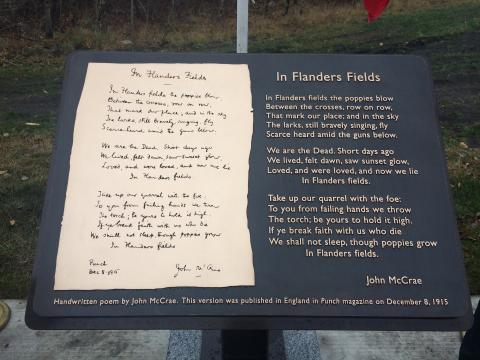 In Flanders Fields
In Flanders fields the poppies blow
Between the crosses, row on row,
That mark our place; and in the sky
The larks, still bravely singing, fly
Scarce heard amid the guns below.
We are the Dead. Short days ago
We lived, felt dawn, saw sunset glow,
Loved, and were loved, and now we lie
In Flanders fields.
Take up our quarrel with the foe:
To you from failing hands we throw
The torch; be yours to hold it high.
If ye break faith with us who die
We shall not sleep, though poppies grow
In Flanders fields
Punch
Dec 8 1915
John McCrae
In Flanders Fields
In Flanders fields the poppies blow
Between the crosses, row on row,
That mark our place; and in the sky
The larks, still bravely singing, fly
Scarce heard amid the guns below.
We are the Dead. Short days ago
We lived, felt dawn, saw sunset glow,
Loved, and were loved, and now we lie
In Flanders fields.
Take up our quarrel with the foe:
To you from failing hands we throw
The torch; be yours to hold it high.
If ye break faith with us who die
We shall not sleep, though poppies grow
In Flanders fields.
John McCrae
Handwritten poem by John McCrae. This version was published in England in Punch magazine on December 8, 1915